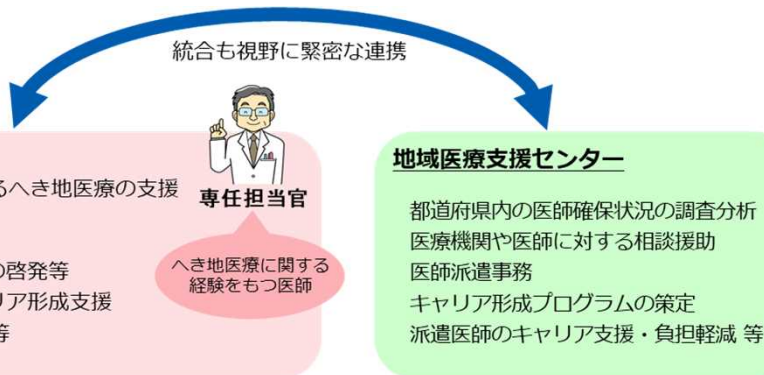 統合も視野に緊密な連携
るへき地医療の支援
専任担当官
の啓発等
リア形成支援
等
へき地医療に関する
経験をもつ医師
地域医療支援センター
都道府県内の医師確保状況の調査分析
医療機関や医師に対する相談援助
医師派遣事務
キャリア形成プログラムの策定
派遣医師のキャリア支援・負担軽減 等